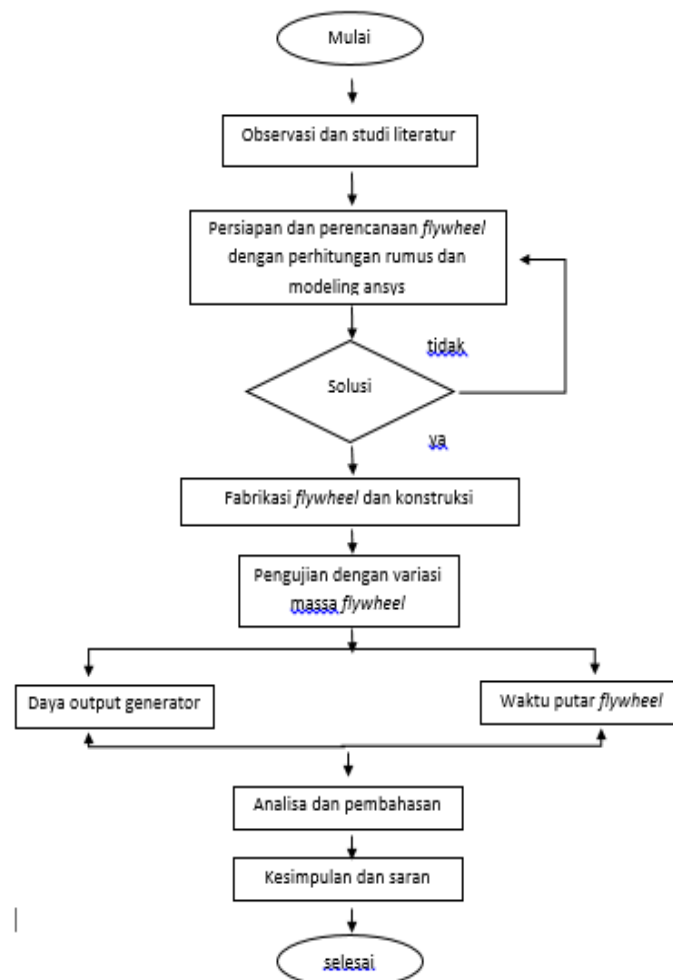 Mulai
Observasi dan studi literatur
Persiapan dan perencanaan flywheel
dengan perhitungan rumus dan
modeling ansys
tidak
Solusi
ya
Fabrikasi flywheel dan konstruksi
Pengujian dengan variasi
massa flywheel
Daya output generator
Waktu putar flywheel
Analisa dan pembahasan
Kesimpulan dan saran
selesai